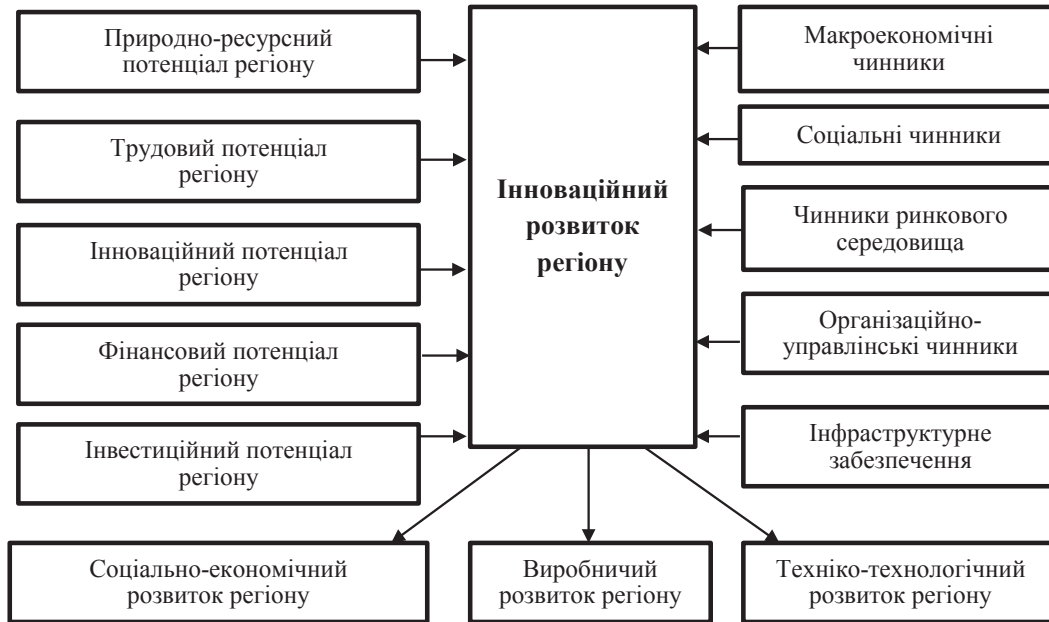 Природно-ресурсний
потенціал регіону
Трудовий потенціал
регіону
Інноваційний потенціал
регіону
Фінансовий потенціал
регіону
Інвестиційний потенціал
регіону
Інноваційний
розвиток
регіону
Макроекономічні
чинники
Соціальні чинники
Чинники ринкового
середовища
Організаційно-
управлінські чинники
Інфраструктурне
забезпечення
Соціально-економічний
розвиток регіону
Виробничий
розвиток регіону
Техніко-технологічний
розвиток регіону